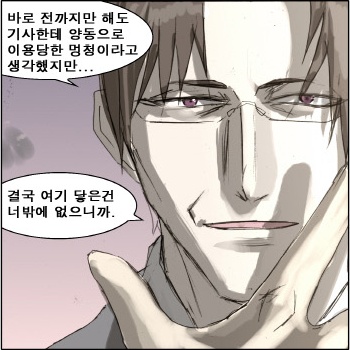 바로 전까지만 해도
기사한테 양동으로
이용당한 멍청이라고
생각했지만...
결국 여기 닿은건
너밖에 없으니까.